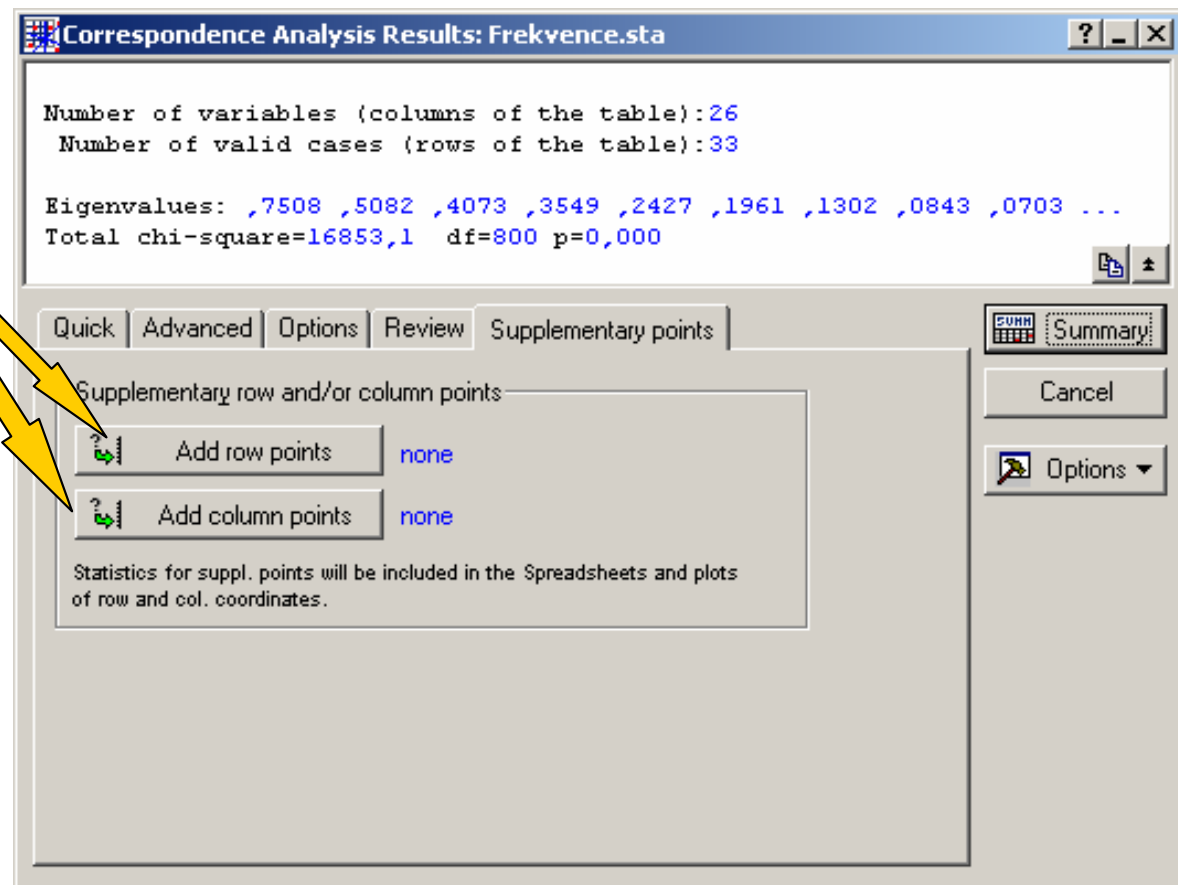 Correspondence Analysis Results: Frekvence.sta
Number of variables (columns of the table):26
Number of valid cases (rows of the table):33
Eigenvalues: ,7508 ,5082 ,4073 ,3549 ,2427 ,1961 ,1302 ,0843 ,0703 ...
Total chi-square=16853,1 df=800 p=0,000
Quick Advanced Options Review Supplementary points
SUMM Summary
Supplementary row and/or column points
Cancel
Add row points none
Options
Add column points none
Statistics for suppl. points will be included in the Spreadsheets and plots
of row and col. coordinates.